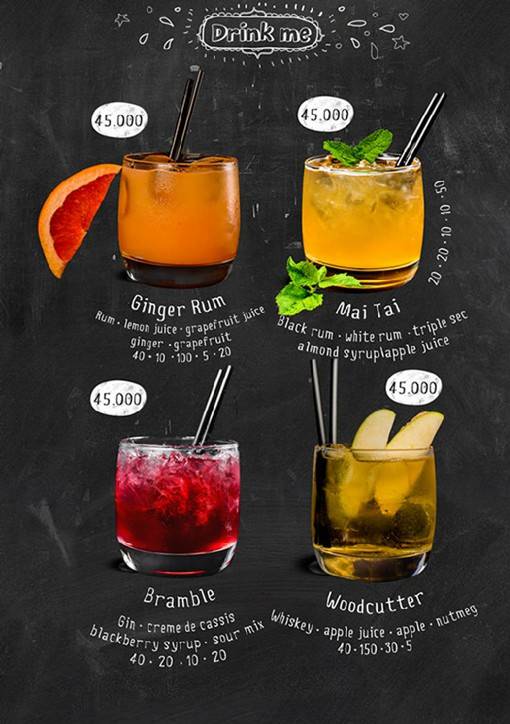 Drink me
45.000
45.000
Ginger Rum
Rum · lemon juice · grapefruit juice
ginger · grapefruit
40 · 10 · 100 · 5 · 20
Mai Tai
Black rum · white rum · triple sec
almond syruplapple juice
20 · 20 · 10 · 10 · 50
45.000
45.000
Bramble
Gin · creme de cassis
blackberry syrup · sour mix
40 · 20 · 10 · 20
Woodcutter
Whiskey · apple juice · apple · nutmeg
40 · 150 · 30 · 5